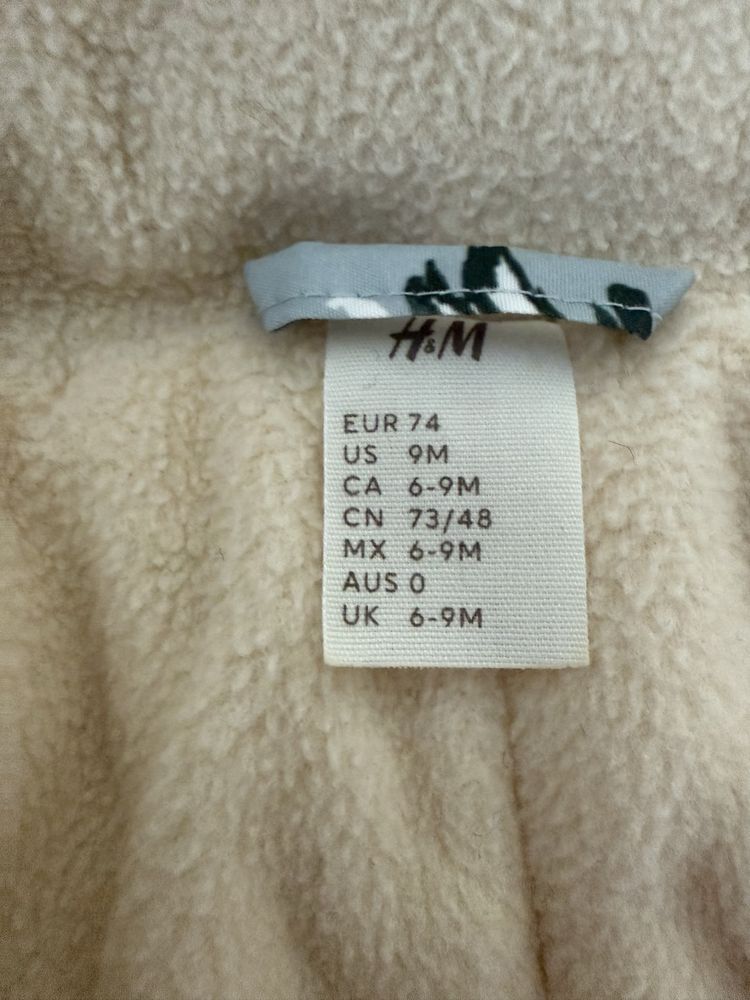 H&M
EUR 74
US 9M
CA 6-9M
CN 73/48
MX 6-9M
AUS 0
UK 6-9M